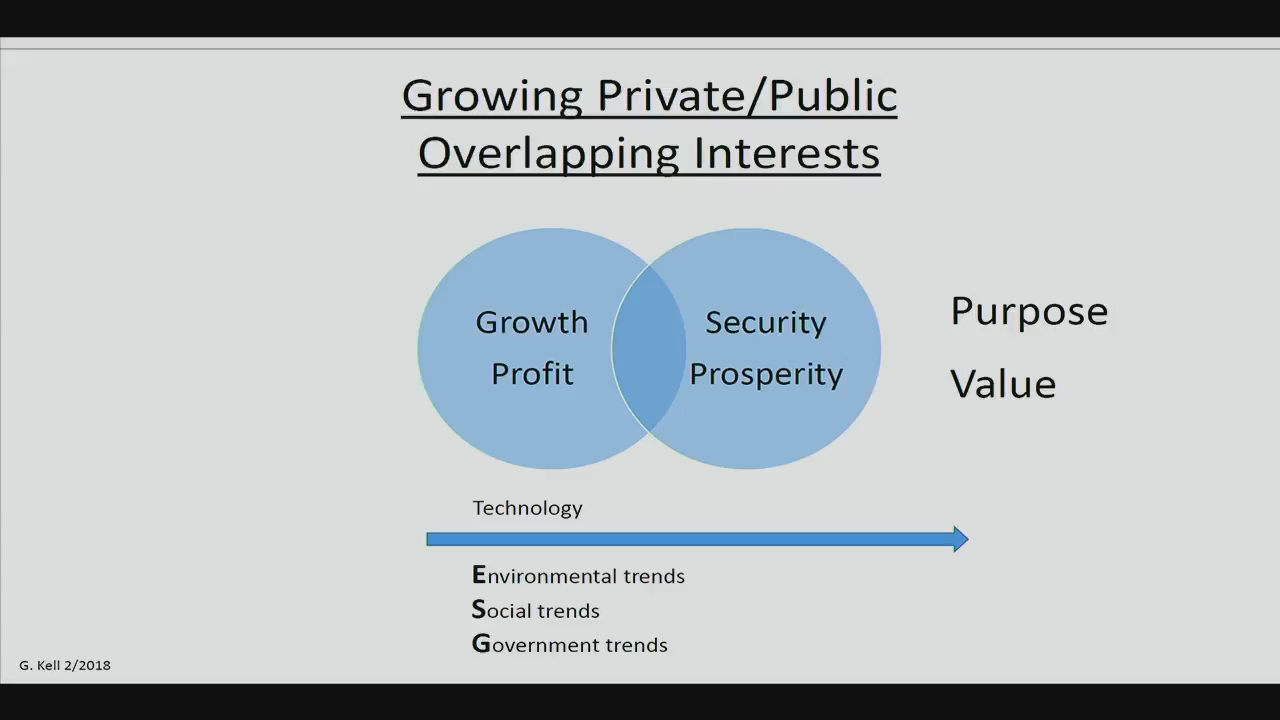 Growing Private/Public
Overlapping Interests
Growth
Profit
Security
Prosperity
Purpose
Value
Technology
Environmental trends
Social trends
Government trends
G. Kell 2/2018